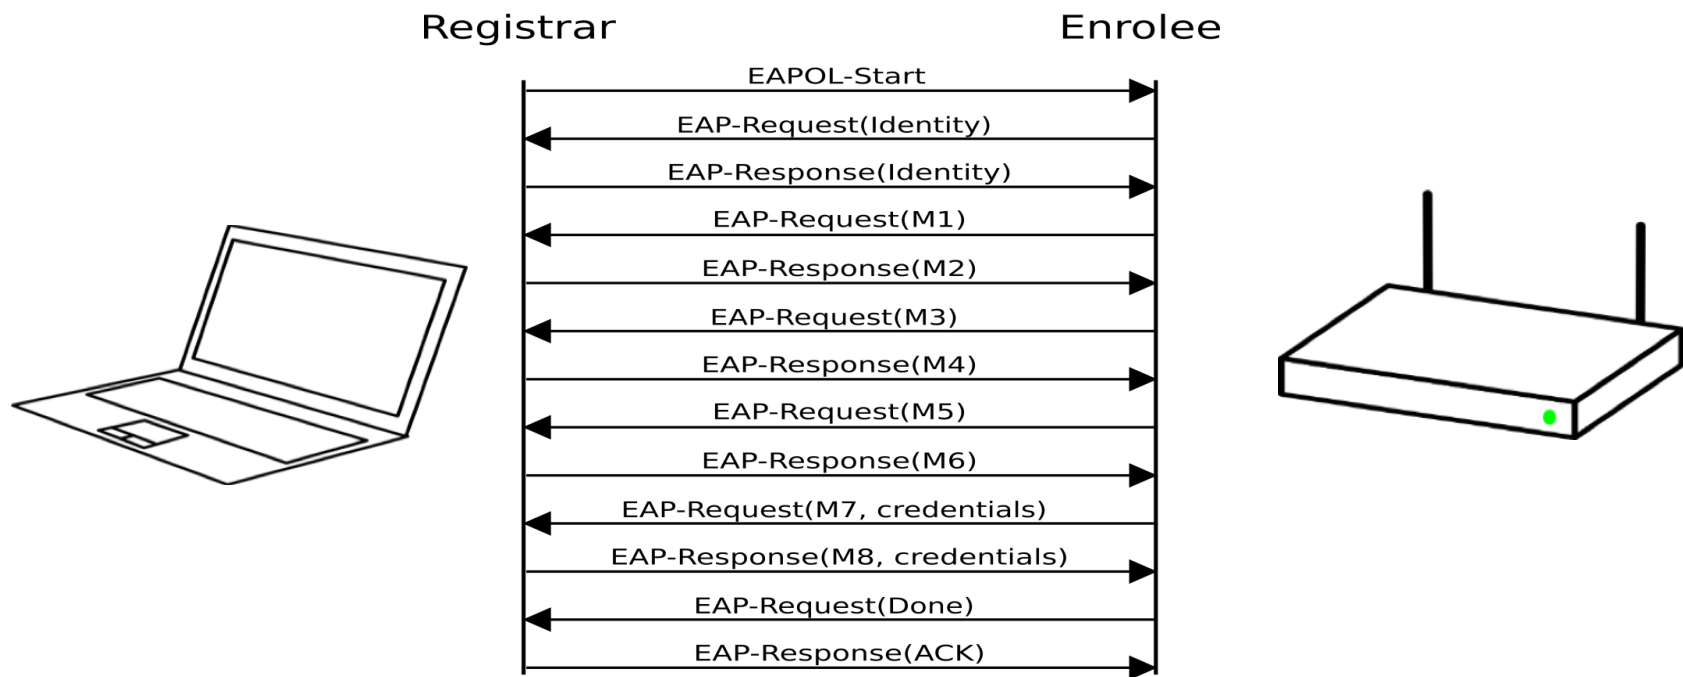 Registrar
Enrolee
EAPOL-Start
EAP-Request(Identity)
EAP-Response(Identity)
EAP-Request(M1)
EAP-Response(M2)
EAP-Request(M3)
EAP-Response(M4)
EAP-Request(M5)
EAP-Response(M6)
EAP-Request(M7, credentials)
EAP-Response(M8, credentials)
EAP-Request(Done)
EAP-Response(ACK)